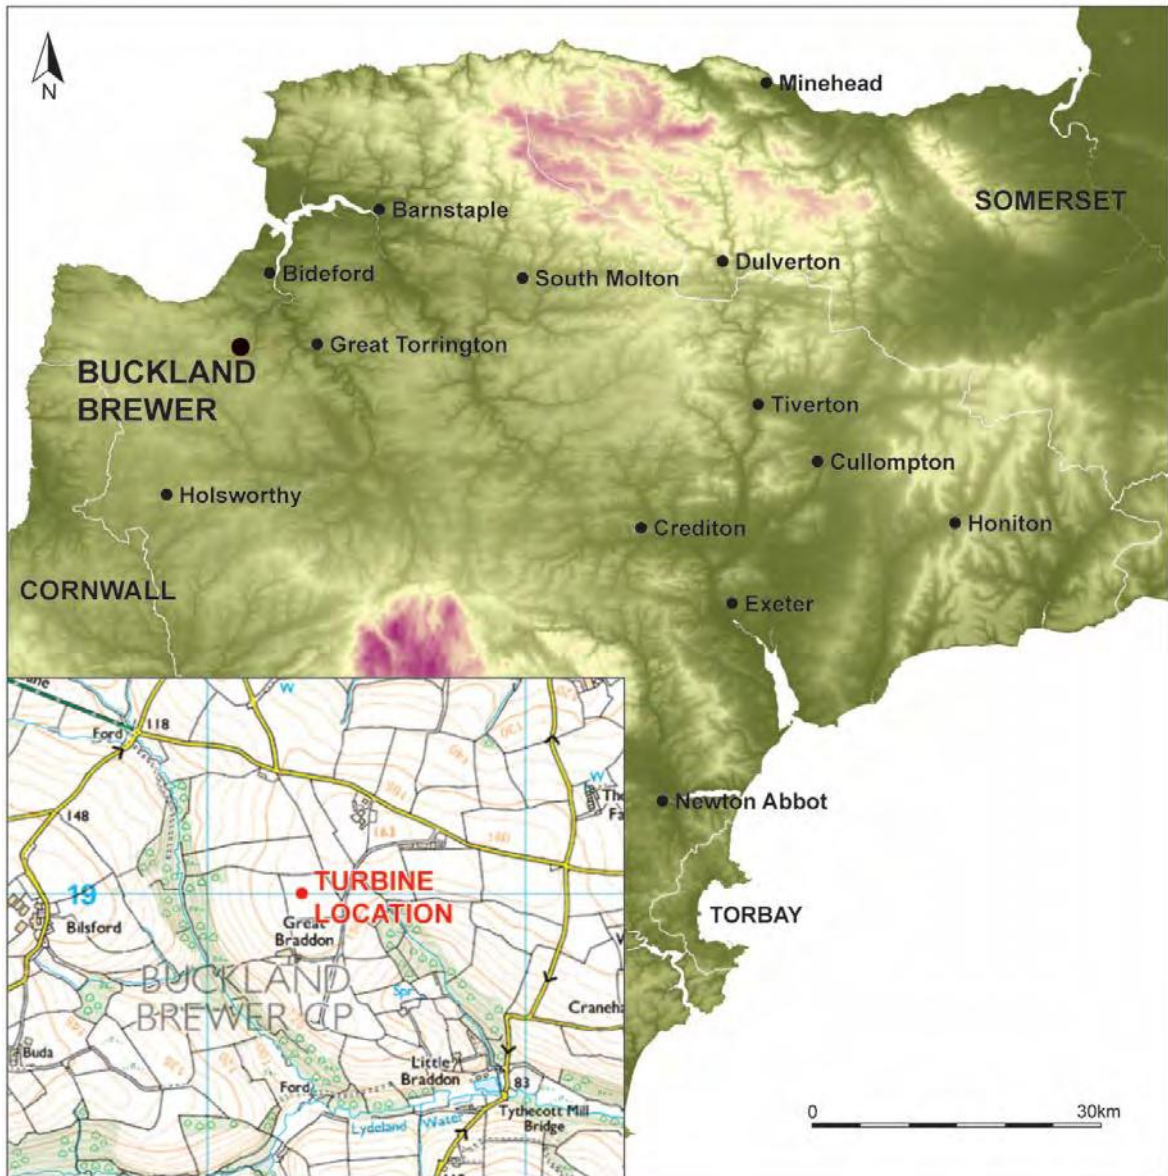 N
Minehead
SOMERSET
Barnstaple
Bideford
South Molton
Dulverton
Great Torrington
BUCKLAND
BREWER
Tiverton
Cullompton
Holsworthy
Crediton
Honiton
CORNWALL
Exeter
Newton Abbot
TORBAY
0 30km
W
Ford
118
148
163
160
W
19
TURBINE
LOCATION
Bilsford
Great
Braddon
BUCKLAND
BREWER CP
Spr
Craneha
Buda
Little
Braddon
Ford
83
Tythecott Mill
Bridge
Lydeland Water